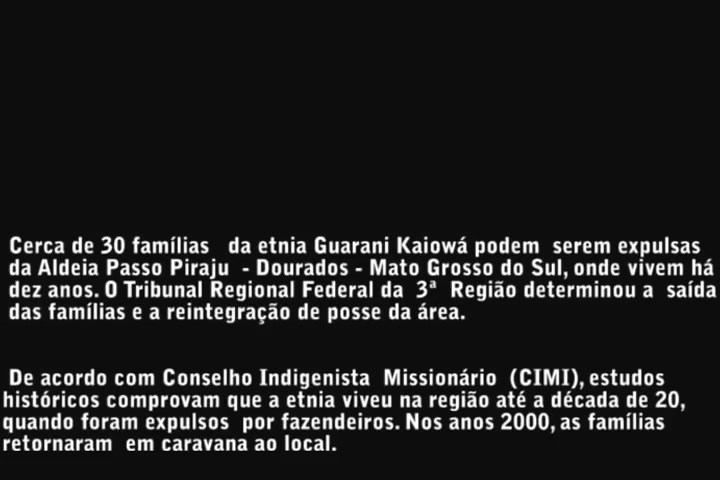 Cerca de 30 famílias da etnia Guarani Kaiowá podem serem expulsas
da Aldeia Passo Piraju - Dourados - Mato Grosso do Sul, onde vivem há
dez anos. O Tribunal Regional Federal da 3ª Região determinou a saída
das famílias e a reintegração de posse da área.
De acordo com Conselho Indigenista Missionário (CIMI), estudos
históricos comprovam que a etnia viveu na região até a década de 20,
quando foram expulsos por fazendeiros. Nos anos 2000, as famílias
retornaram em caravana ao local.